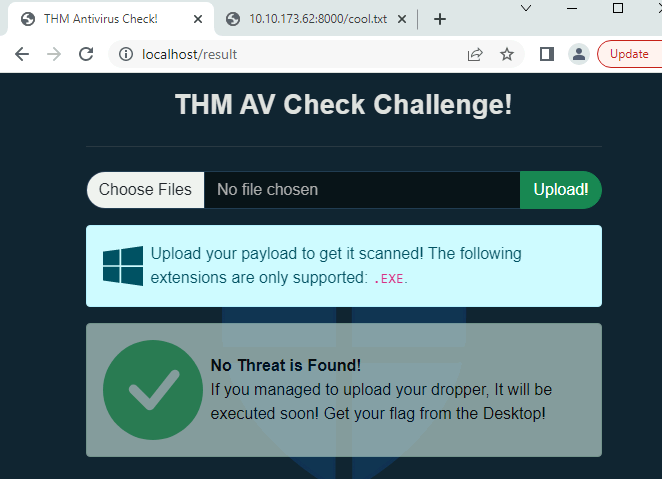 THM Antivirus Check!
10.10.173.62:8000/cool.txt
localhost/result
Update
THM AV Check Challenge!
Choose Files No file chosen Upload!
Upload your payload to get it scanned! The following
extensions are only supported: .EXE.
No Threat is Found!
If you managed to upload your dropper, It will be
executed soon! Get your flag from the Desktop!